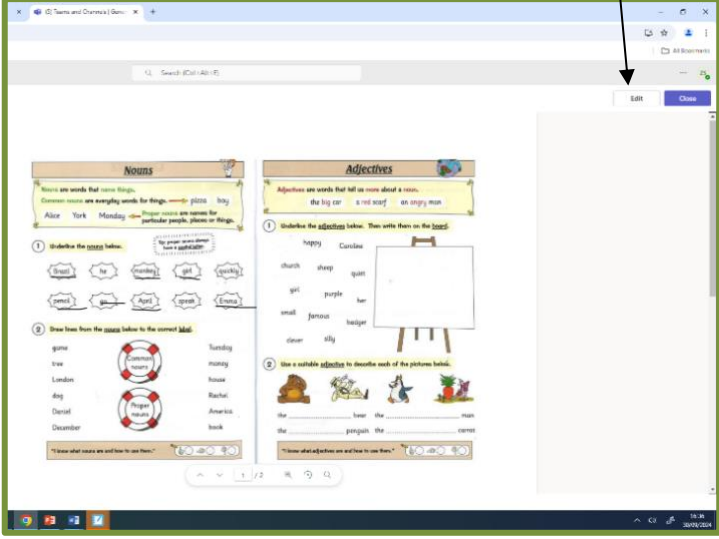 (2) Teams and Channels | Gene
All Bookmarks
Search (Ctrl+Alt+E)
Edit
Close
Nouns
Nouns are words that name things.
Common nouns are everyday words for things. pizza boy
Alice York Monday
Proper nouns are names for
particular people, places or things.
1 Underline the nouns below.
Tip: proper nouns always
have a capital letter.
Brazil he monkey girl quickly
pencil go April speak Emma
2 Draw lines from the nouns below to the correct label.
game
tree
London
dog
Daniel
December
Common
nouns
Proper
nouns
Tuesday
money
house
Rachel
America
book
"I know what nouns are and how to use them."
Adjectives
Adjectives are words that tell us more about a noun.
the big car a red scarf an angry man
1 Underline the adjectives below. Then write them on the board.
happy Caroline
church sheep quiet
girl purple her
small famous badger
clever silly
2 Use a suitable adjective to describe each of the pictures below.
the ........................ bear the ........................ man
the ........................ penguin the ........................ carrot
"I know what adjectives are and how to use them."
1 / 2
16:36
30/09/2024